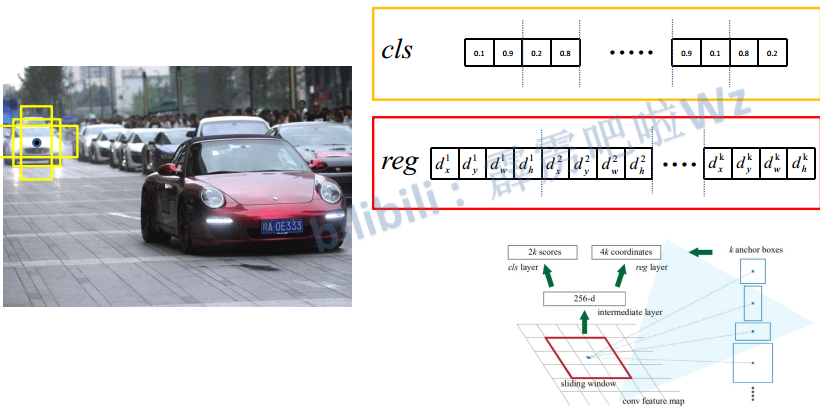 cls
0.1 0.9 0.2 0.8 ..... 0.9 0.1 0.8 0.2
reg
d_x^1 d_y^1 d_w^1 d_h^1 d_x^2 d_y^2 d_w^2 d_h^2 .... d_x^k d_y^k d_w^k d_h^k
bilibili: 霹雳吧啦Wz
川A·0E333
2k scores
4k coordinates
k anchor boxes
cls layer
reg layer
256-d
intermediate layer
sliding window
conv feature map